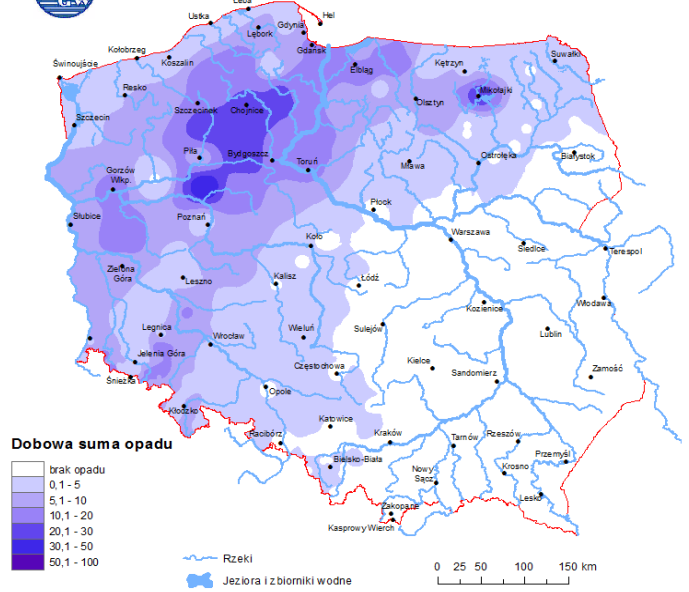 Łeba
Ustka
Hel
Lębork
Gdynia
Gdańsk
Kołobrzeg
Koszalin
Świnoujście
Resko
Elbląg
Kętrzyn
Suwałki
Szczecin
Szczecinek
Chojnice
Olsztyn
Mikołajki
Piła
Bydgoszcz
Toruń
Mława
Ostrołęka
Białystok
Gorzów
Wlkp.
Słubice
Poznań
Płock
Koło
Warszawa
Siedlce
Terespol
Zielona
Góra
Leszno
Kalisz
Łódź
Kozienice
Włodawa
Legnica
Wrocław
Wieluń
Sulejów
Lublin
Jelenia Góra
Śnieżka
Częstochowa
Kielce
Sandomierz
Zamość
Opole
Kłodzko
Katowice
Racibórz
Kraków
Tarnów
Rzeszów
Przemyśl
Bielsko-Biała
Nowy
Sącz
Krosno
Lesko
Zakopane
Kasprowy Wierch
Dobowa suma opadu
brak opadu
0,1 - 5
5,1 - 10
10,1 - 20
20,1 - 30
30,1 - 50
50,1 - 100
Rzeki
Jeziora i zbiorniki wodne
0 25 50 100 150 km